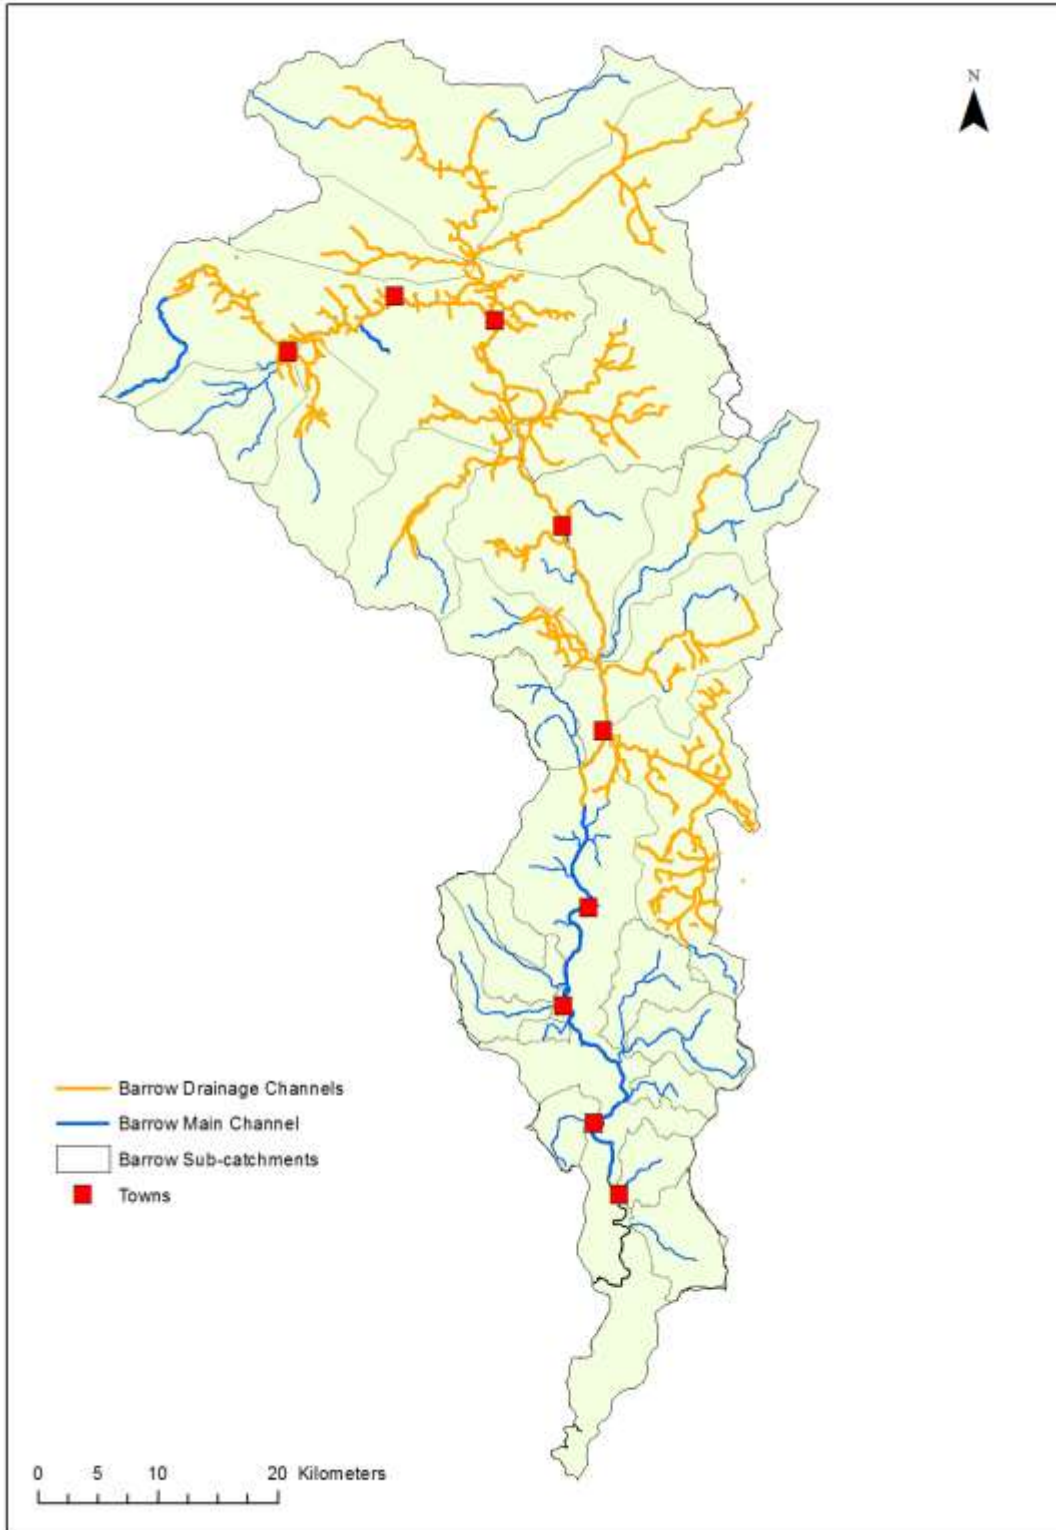 N
Barrow Drainage Channels
Barrow Main Channel
Barrow Sub-catchments
Towns
0 5 10 20 Kilometers